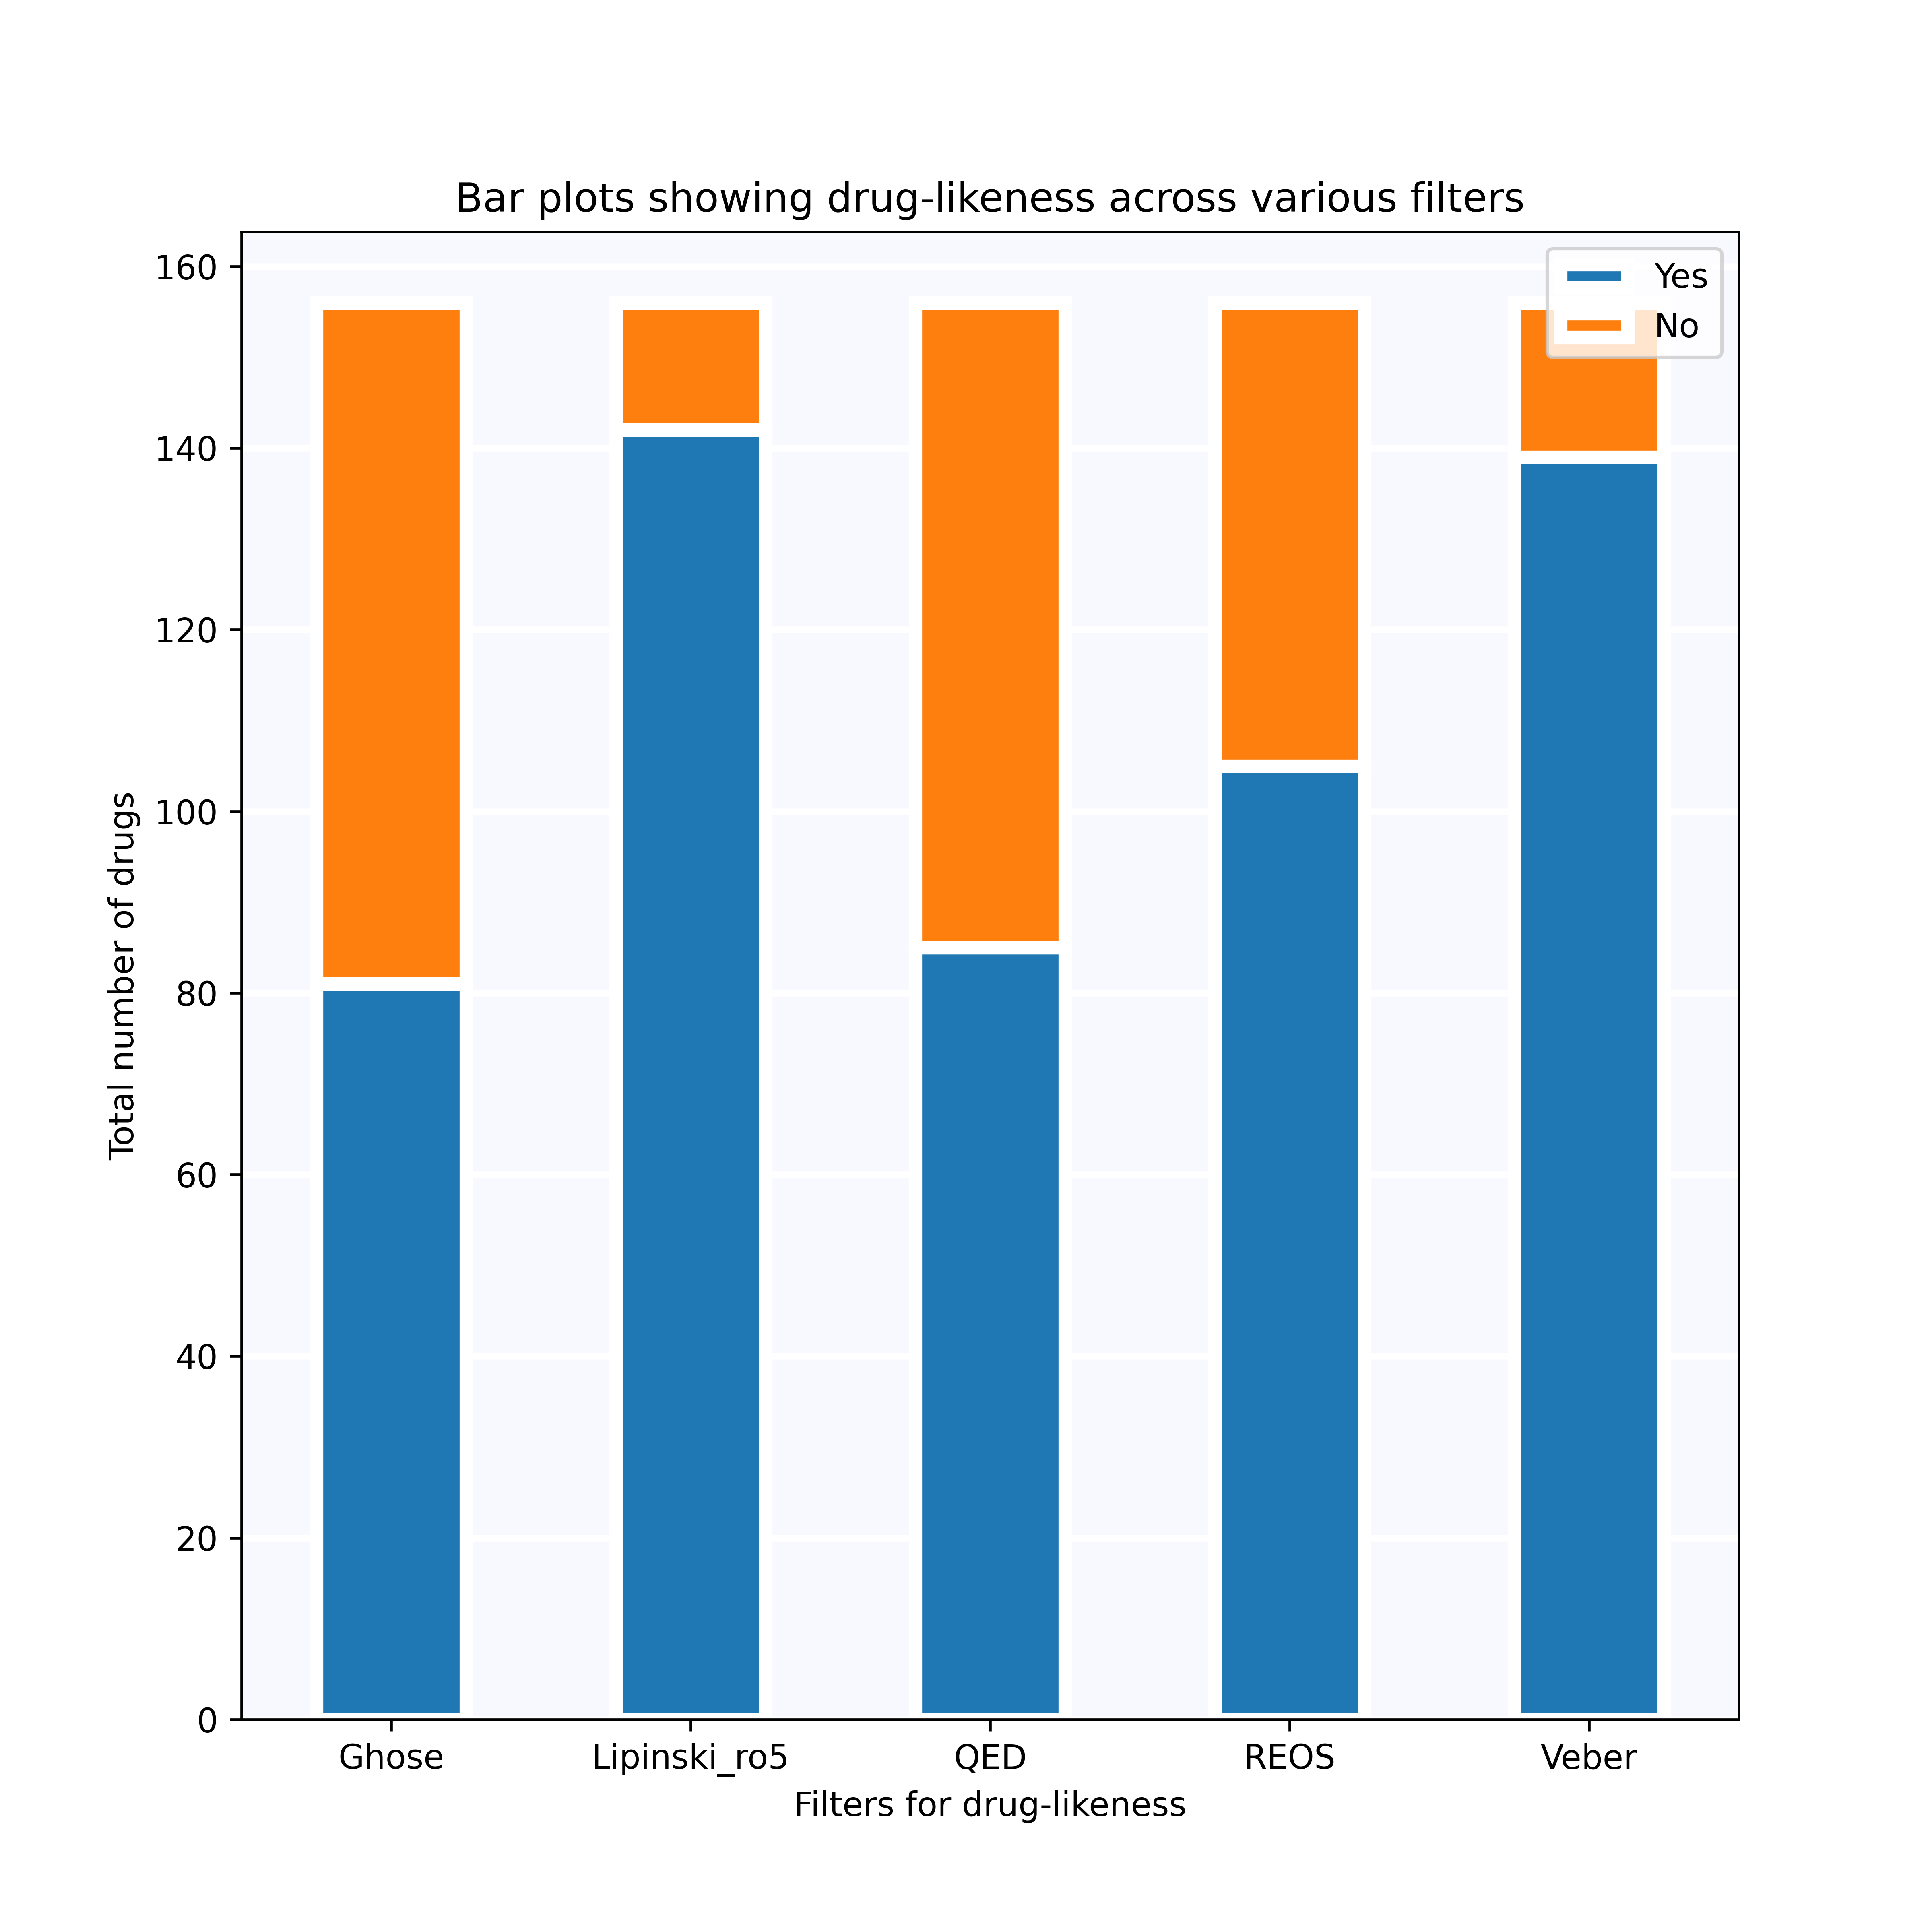 Bar plots showing drug-likeness across various filters
Yes
No
160
140
120
100
80
60
40
20
0
Total number of drugs
Ghose Lipinski_ro5 QED REOS Veber
Filters for drug-likeness